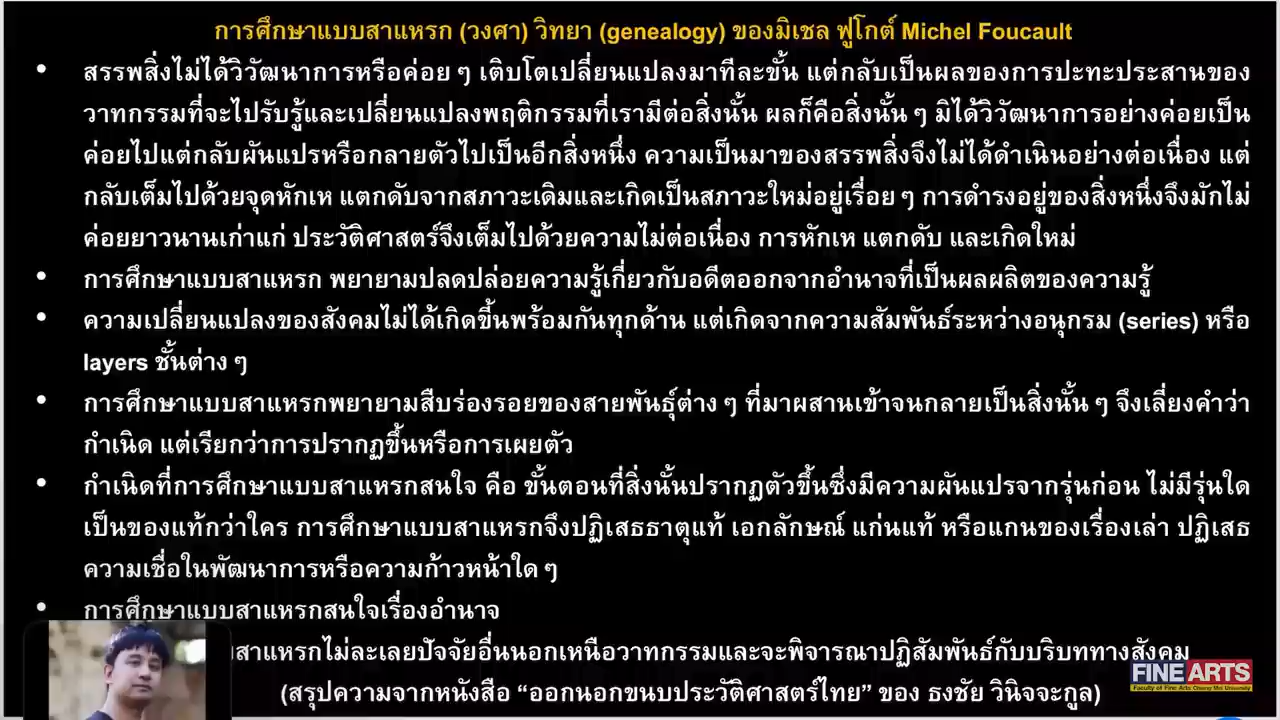 การศึกษาแบบสาแหรก (วงศา) วิทยา (genealogy) ของมิเชล ฟูโกต์ Michel Foucault
• สรรพสิ่งไม่ได้วิวัฒนาการหรือค่อย ๆ เติบโตเปลี่ยนแปลงมาทีละขั้น แต่กลับเป็นผลของการปะทะประสานของ
วาทกรรมที่จะไปรับรู้และเปลี่ยนแปลงพฤติกรรมที่เรามีต่อสิ่งนั้น ผลก็คือสิ่งนั้น ๆ มิได้วิวัฒนาการอย่างค่อยเป็น
ค่อยไปแต่กลับผันแปรหรือกลายตัวไปเป็นอีกสิ่งหนึ่ง ความเป็นมาของสรรพสิ่งจึงไม่ได้ดำเนินอย่างต่อเนื่อง แต่
กลับเต็มไปด้วยจุดหักเห แตกดับจากสภาวะเดิมและเกิดเป็นสภาวะใหม่อยู่เรื่อย ๆ การดำรงอยู่ของสิ่งหนึ่งจึงมักไม่
ค่อยยาวนานเก่าแก่ ประวัติศาสตร์จึงเต็มไปด้วยความไม่ต่อเนื่อง การหักเห แตกดับ และเกิดใหม่
• การศึกษาแบบสาแหรก พยายามปลดปล่อยความรู้เกี่ยวกับอดีตออกจากอำนาจที่เป็นผลผลิตของความรู้
• ความเปลี่ยนแปลงของสังคมไม่ได้เกิดขึ้นพร้อมกันทุกด้าน แต่เกิดจากความสัมพันธ์ระหว่างอนุกรม (series) หรือ
layers ชั้นต่าง ๆ
• การศึกษาแบบสาแหรกพยายามสืบร่องรอยของสายพันธุ์ต่าง ๆ ที่มาผสานเข้าจนกลายเป็นสิ่งนั้น ๆ จึงเลี่ยงคำว่า
กำเนิด แต่เรียกว่าการปรากฏขึ้นหรือการเผยตัว
• กำเนิดที่การศึกษาแบบสาแหรกสนใจ คือ ขั้นตอนที่สิ่งนั้นปรากฏตัวขึ้นซึ่งมีความผันแปรจากรุ่นก่อน ไม่มีรุ่นใด
เป็นของแท้กว่าใคร การศึกษาแบบสาแหรกจึงปฏิเสธธาตุแท้ เอกลักษณ์ แก่นแท้ หรือแกนของเรื่องเล่า ปฏิเสธ
ความเชื่อในพัฒนาการหรือความก้าวหน้าใด ๆ
• การศึกษาแบบสาแหรกสนใจเรื่องอำนาจ
สาแหรกไม่ละเลยปัจจัยอื่นนอกเหนือวาทกรรมและจะพิจารณาปฏิสัมพันธ์กับบริบททางสังคม
(สรุปความจากหนังสือ “ออกนอกขนบประวัติศาสตร์ไทย” ของ ธงชัย วินิจจะกูล)
FINE ARTS
Faculty of Fine Arts Chiang Mai University